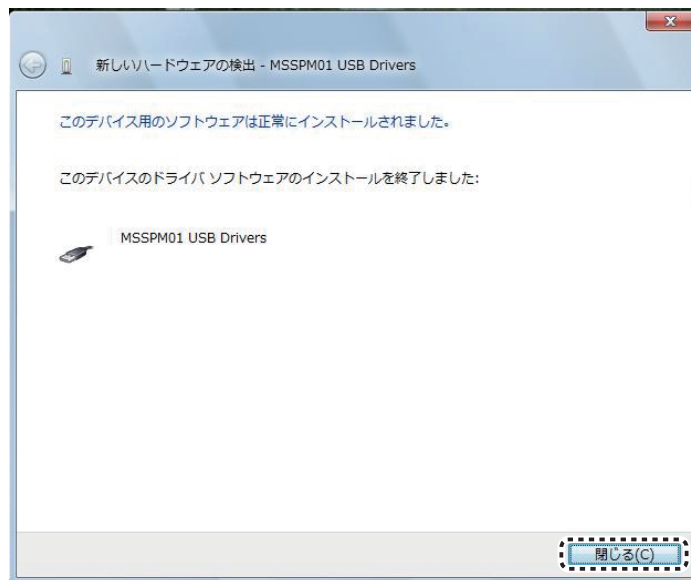 新しいハードウェアの検出 - MSSPM01 USB Drivers
このデバイス用のソフトウェアは正常にインストールされました。
このデバイスのドライバ ソフトウェアのインストールを終了しました:
MSSPM01 USB Drivers
閉じる(C)